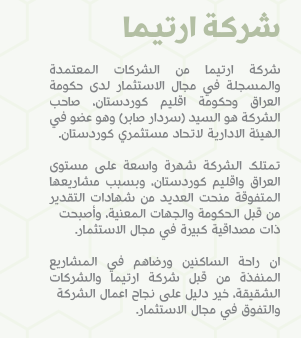 شركة ارتيما
شركة ارتيما من الشركات المعتمدة
والمسجلة في مجال الاستثمار لدى حكومة
العراق وحكومة اقليم كوردستان، صاحب
الشركة هو السيد (سردار صابر) وهو عضو في
الهيئة الادارية لاتحاد مستثمري كوردستان.
تمتلك الشركة شهرة واسعة على مستوى
العراق واقليم كوردستان، وبسبب مشاريعها
المتفوقة منحت العديد من شهادات التقدير
من قبل الحكومة والجهات المعنية، وأصبحت
ذات مصداقية كبيرة في مجال الاستثمار.
ان راحة الساكنين ورضاهم في المشاريع
المنفذة من قبل شركة ارتيما والشركات
الشقيقة، خير دليل على نجاح اعمال الشركة
والتفوق في مجال الاستثمار.